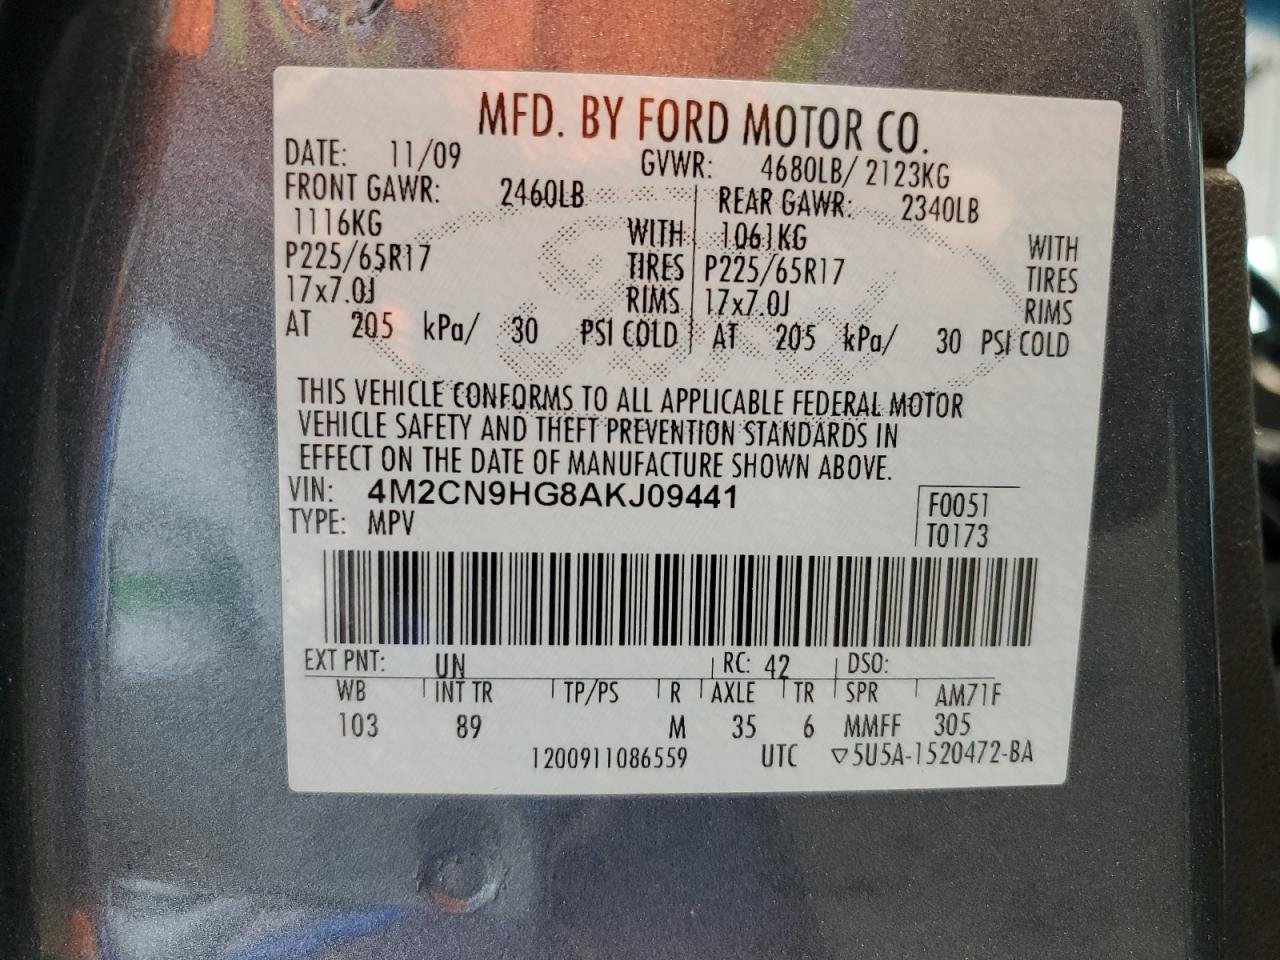 MFD. BY FORD MOTOR CO.
DATE: 11/09 GVWR: 4680LB/ 2123KG
FRONT GAWR: 2460LB REAR GAWR: 2340LB
1116KG WITH 1061KG WITH
P225/65R17 TIRES P225/65R17 TIRES
17x7.0J RIMS 17x7.0J RIMS
AT 205 kPa/ 30 PSI COLD AT 205 kPa/ 30 PSI COLD
THIS VEHICLE CONFORMS TO ALL APPLICABLE FEDERAL MOTOR
VEHICLE SAFETY AND THEFT PREVENTION STANDARDS IN
EFFECT ON THE DATE OF MANUFACTURE SHOWN ABOVE.
VIN: 4M2CN9HG8AKJ09441 F0051
TYPE: MPV T0173
EXT PNT: UN RC: 42 DSO:
WB INT TR TP/PS R AXLE TR SPR AM71F
103 89 M 35 6 MMFF 305
1200911086559 UTC ▽5U5A-1520472-BA